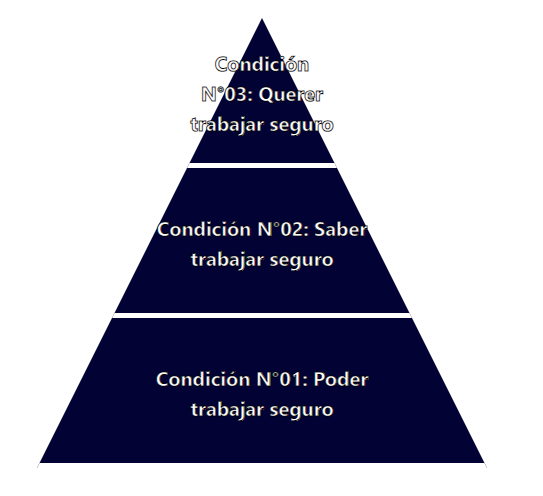 Condición
N°03: Querer
trabajar seguro
Condición N°02: Saber
trabajar seguro
Condición N°01: Poder
trabajar seguro